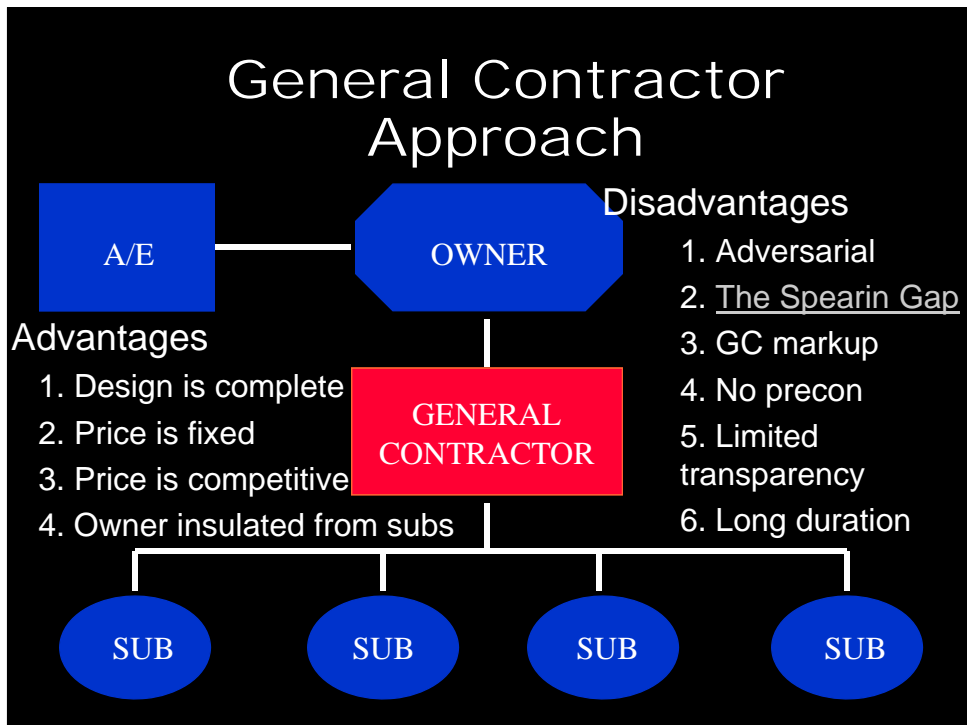 General Contractor
Approach
A/E
OWNER
Advantages
1. Design is complete
2. Price is fixed
3. Price is competitive
4. Owner insulated from subs
Disadvantages
1. Adversarial
2. The Spearin Gap
3. GC markup
4. No precon
5. Limited
transparency
6. Long duration
GENERAL
CONTRACTOR
SUB
SUB
SUB
SUB